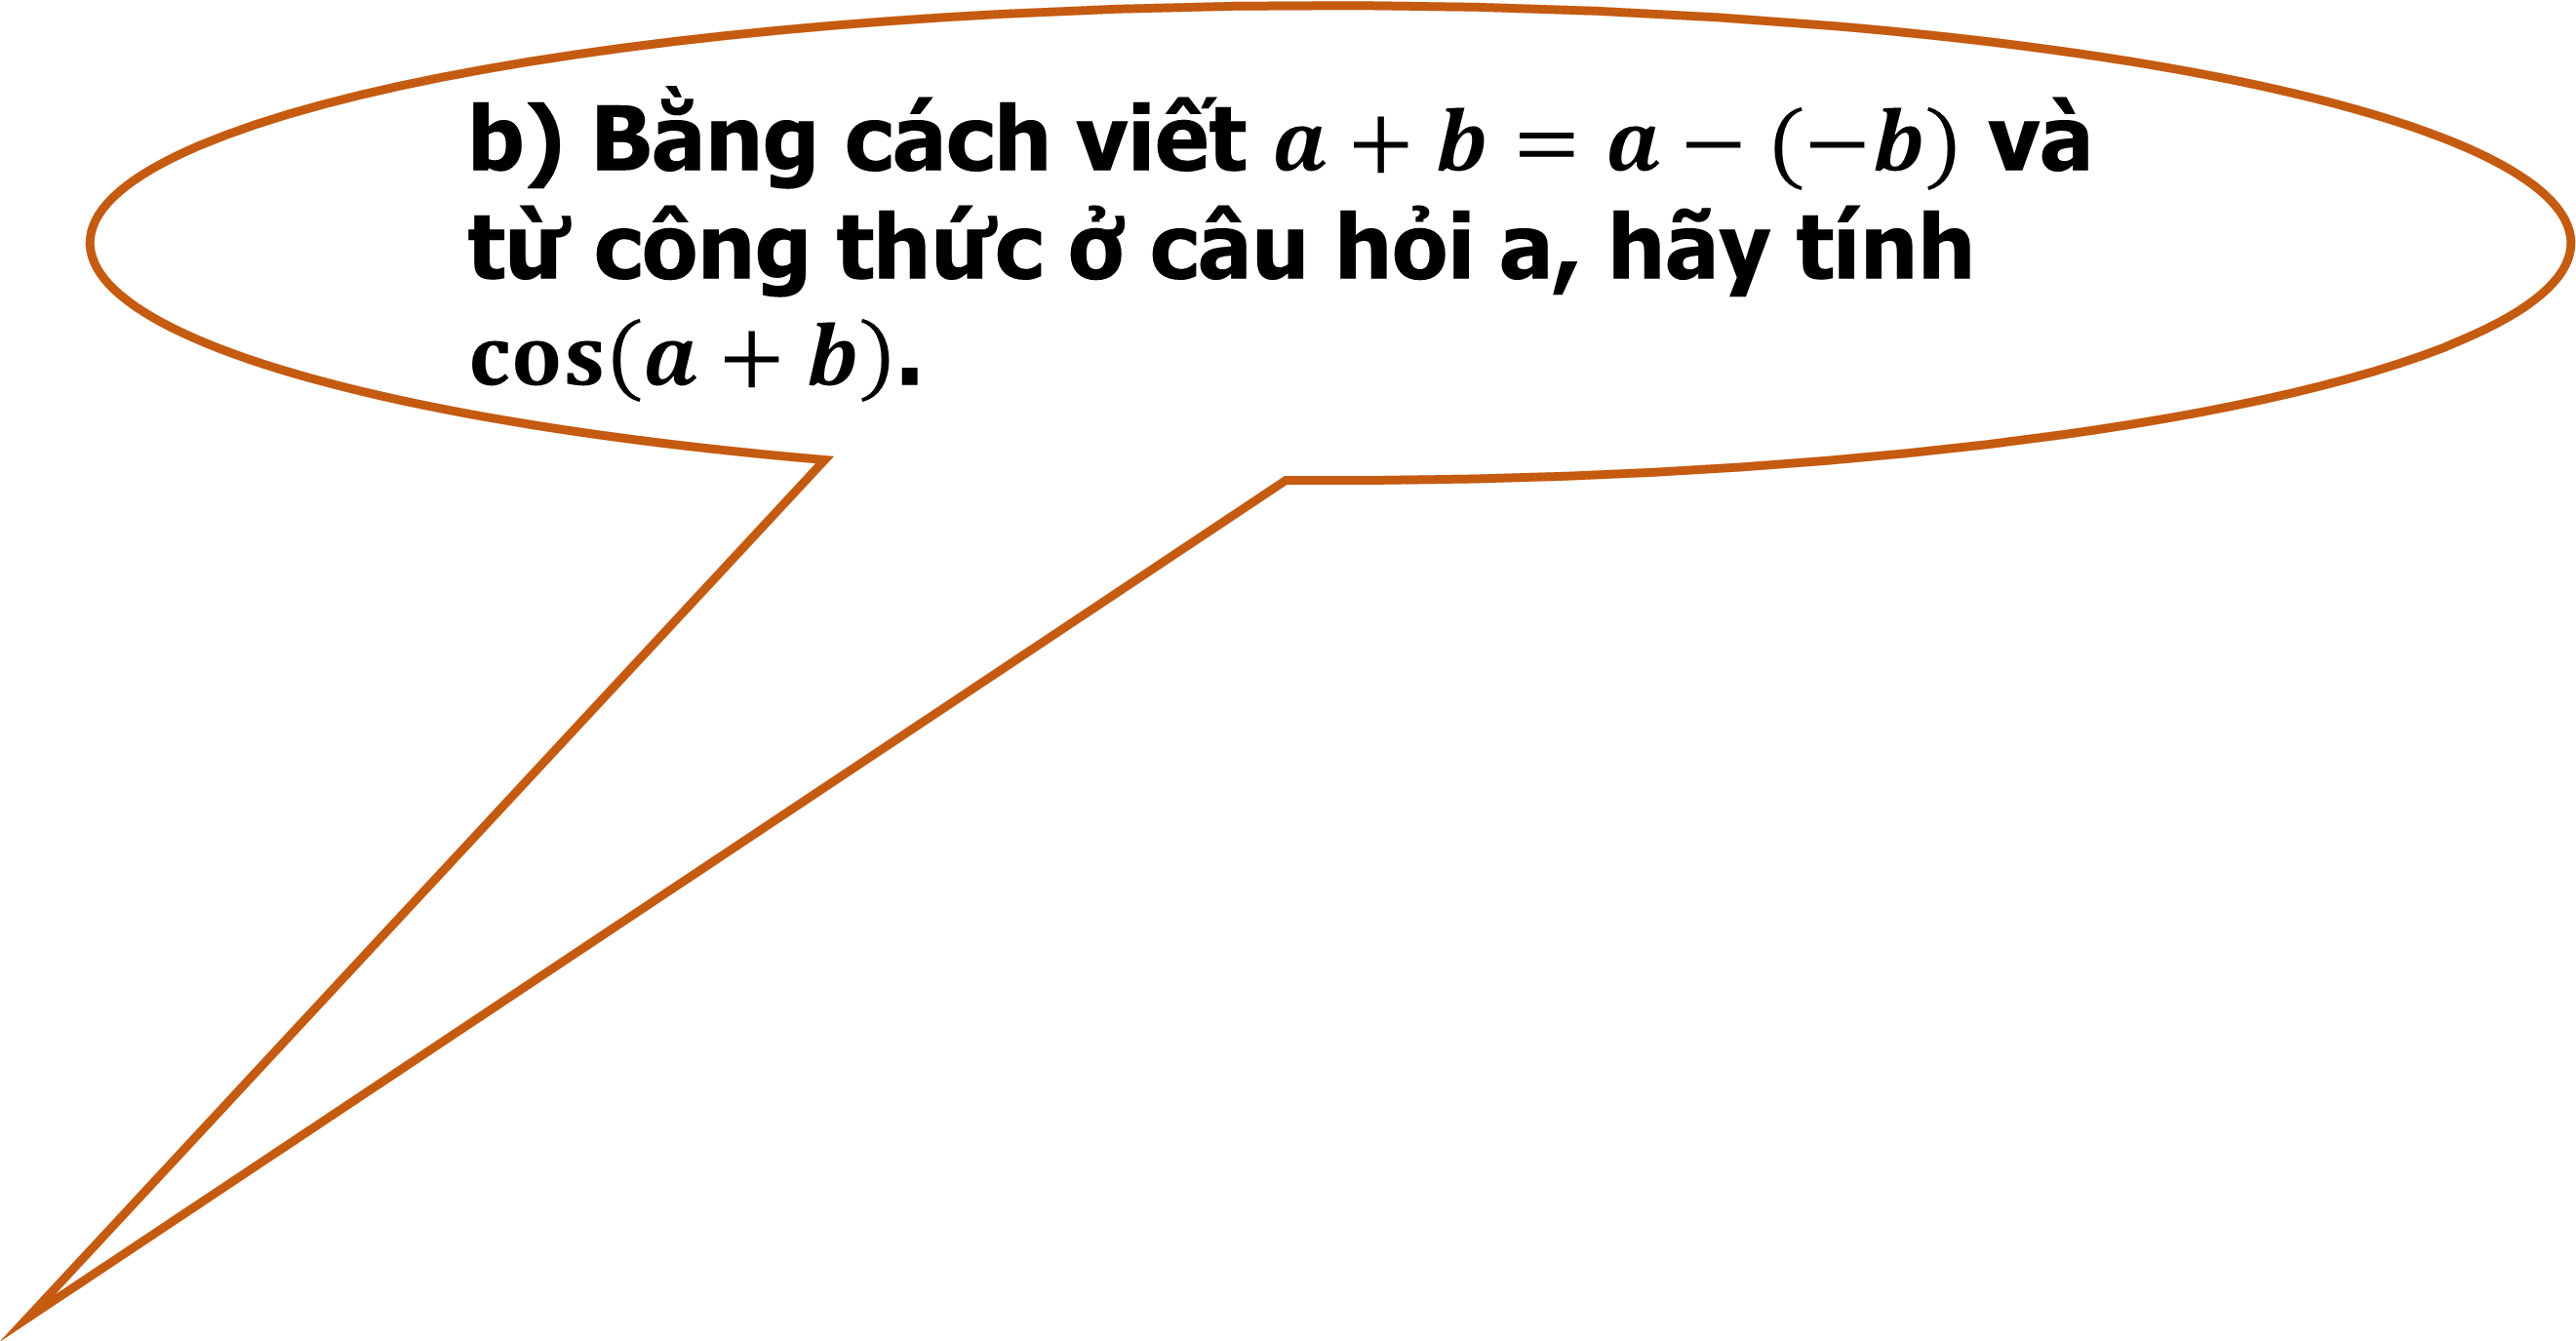 b) Bằng cách viết 𝒂 + 𝒃 = 𝒂 − (−𝒃) và
từ công thức ở câu hỏi a, hãy tính
𝐜𝐨𝐬(𝒂 + 𝒃).